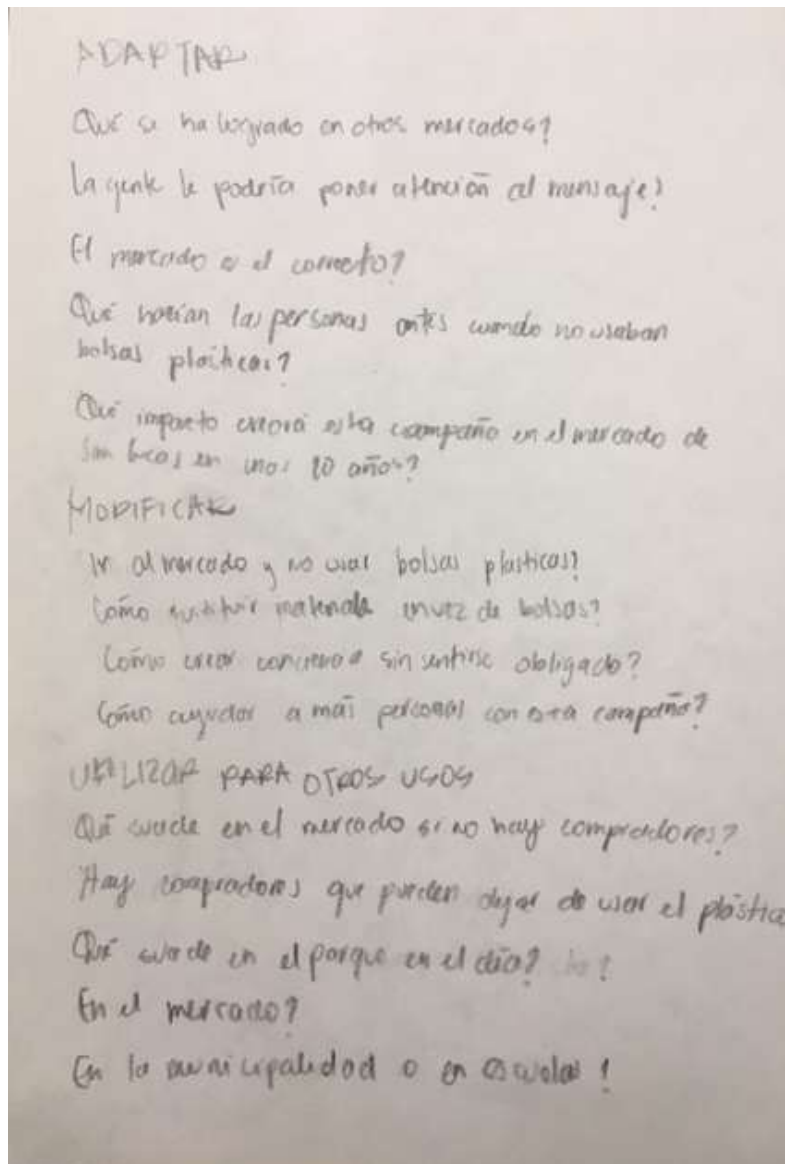 ADAPTAR
Qué se ha logrado en otros mercados?
La gente le podría poner atención al mensaje?
El mercado es el correcto?
Qué hacían las personas antes cuando no usaban
bolsas plásticas?
Qué impacto creará esta campaña en el mercado de
San Lucas en unos 10 años?
MODIFICAR
Ir al mercado y no usar bolsas plasticas?
Cómo sustituir materiale en vez de bolsas?
Cómo crear conciencia sin sentirse obligado?
Cómo ayudar a más personas con esta campaña?
UTILIZAR PARA OTROS USOS
Qué sucede en el mercado si no hay compradores?
Hay compradores que pueden dejar de usar el plástico
Qué sucede en el parque en el día?
En el mercado?
En la municipalidad o en escuelas?